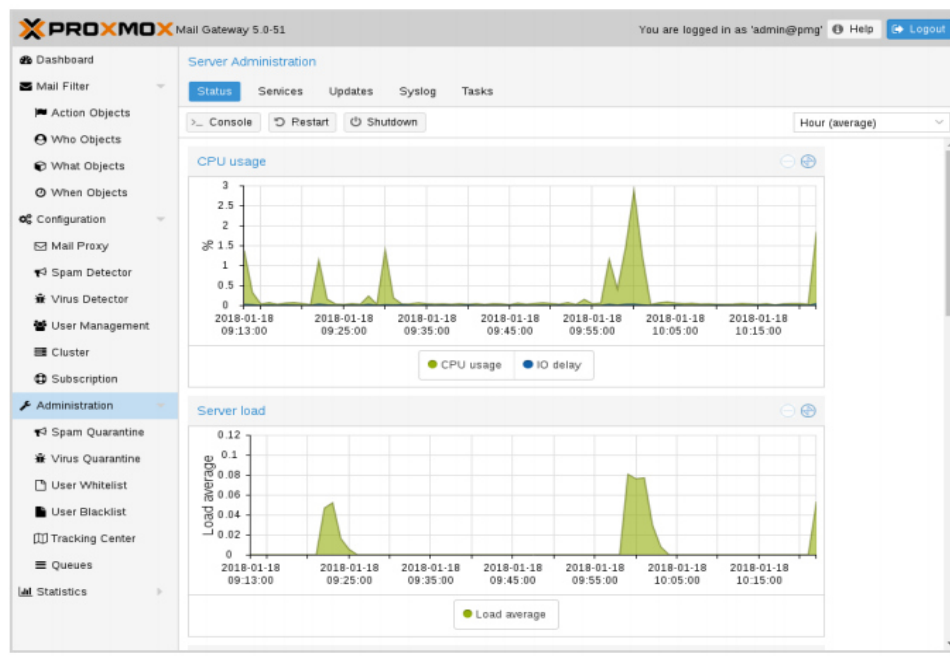 PROXMOX Mail Gateway 5.0-51 You are logged in as 'admin@pmg' Help Logout
Dashboard
Mail Filter
Action Objects
Who Objects
What Objects
When Objects
Configuration
Mail Proxy
Spam Detector
Virus Detector
User Management
Cluster
Subscription
Administration
Spam Quarantine
Virus Quarantine
User Whitelist
User Blacklist
Tracking Center
Queues
Statistics
Server Administration
Status Services Updates Syslog Tasks
>_ Console Restart Shutdown Hour (average)
CPU usage
3
2.5
2
1.5
1
0.5
0
%
2018-01-18 2018-01-18 2018-01-18 2018-01-18 2018-01-18 2018-01-18 2018-01-18
09:13:00 09:25:00 09:35:00 09:45:00 09:55:00 10:05:00 10:15:00
CPU usage IO delay
Server load
0.12
0.1
0.08
0.06
0.04
0.02
0
Load average
2018-01-18 2018-01-18 2018-01-18 2018-01-18 2018-01-18 2018-01-18 2018-01-18
09:13:00 09:25:00 09:35:00 09:45:00 09:55:00 10:05:00 10:15:00
Load average